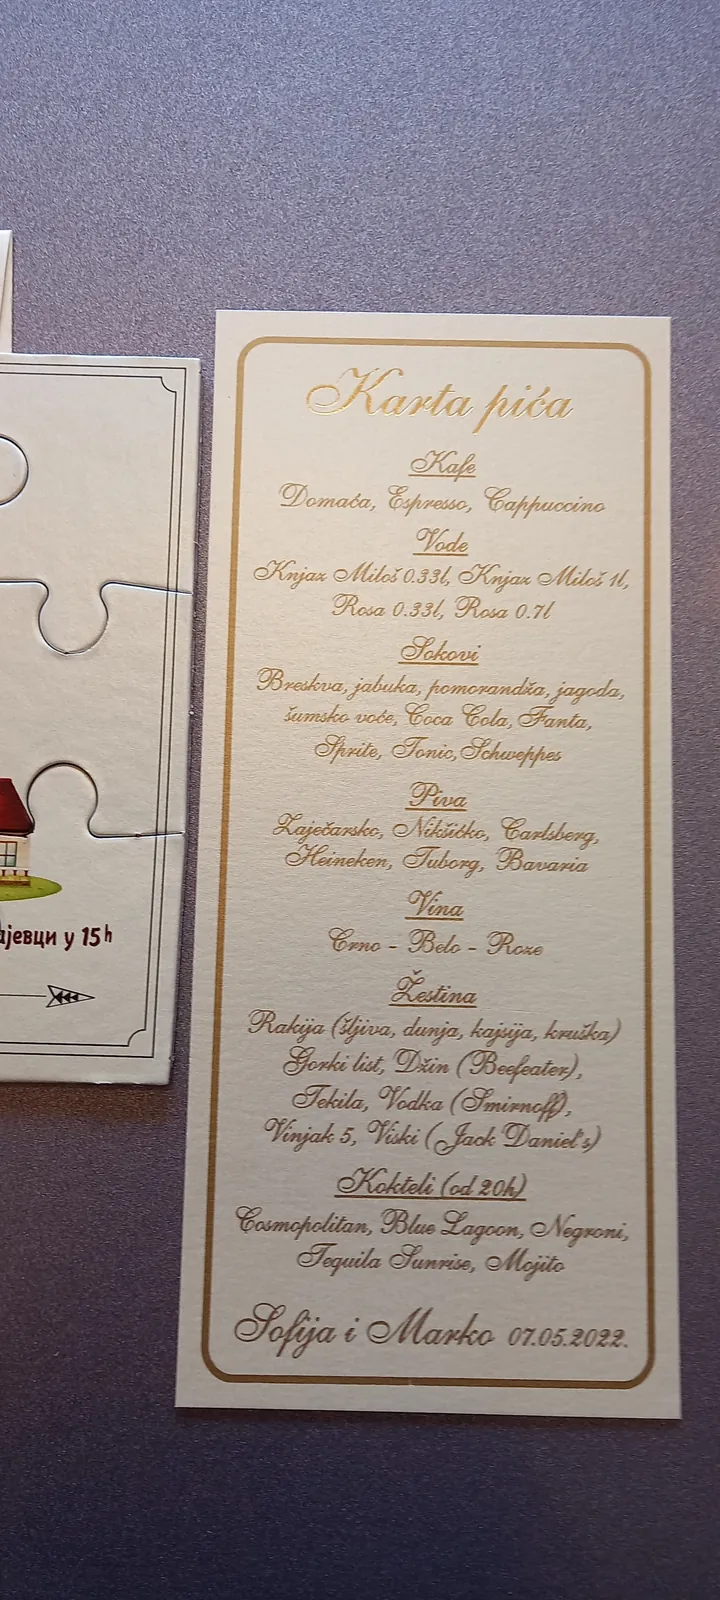 Karta pića
Kafe
Domaća, Espresso, Cappuccino
Vode
Knjaz Miloš 0.33l, Knjaz Miloš 1l,
Rosa 0.33l, Rosa 0.7l
Sokovi
Breskva, jabuka, pomorandža, jagoda,
šumsko voće, Coca Cola, Fanta,
Sprite, Tonic, Schweppes
Piva
Zaječarsko, Nikšićko, Carlsberg,
Heineken, Tuborg, Bavaria
Vina
Crno - Belo - Roze
Žestina
Rakija (šljiva, dunja, kajsija, kruška)
Gorki list, Džin (Beefeater),
Tekila, Vodka (Smirnoff),
Vinjak 5, Viski (Jack Daniel's)
Kokteli (od 20h)
Cosmopolitan, Blue Lagoon, Negroni,
Tequila Sunrise, Mojito
Sofija i Marko 07.05.2022.
у 15h